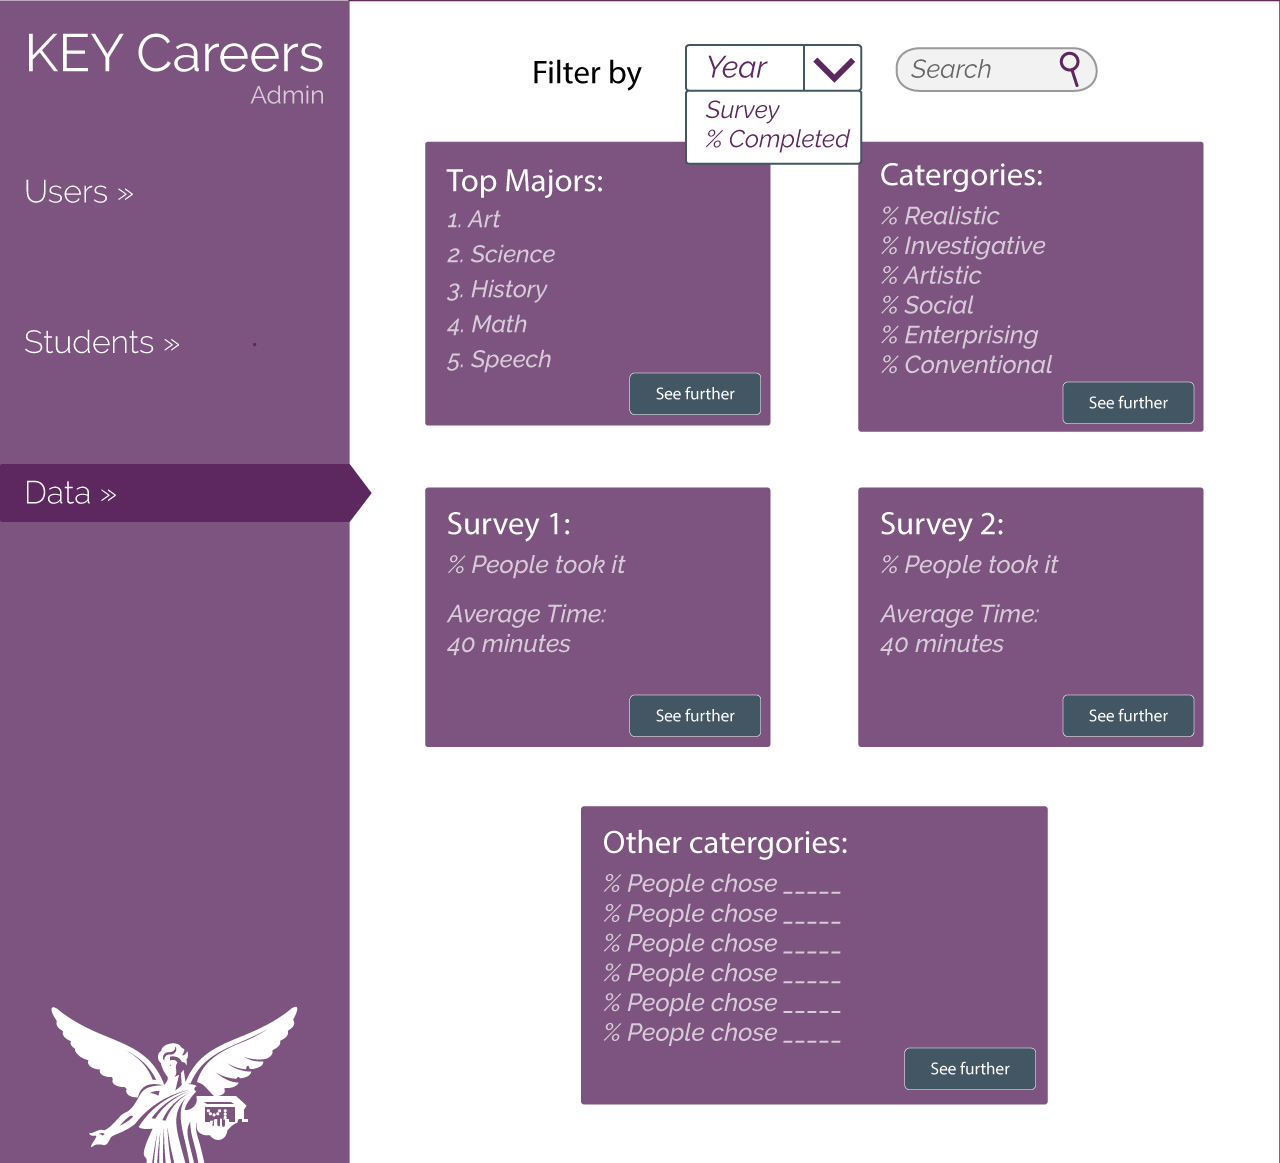 KEY Careers
Admin
Users »
Students »
Data »
Filter by
Year
Survey
% Completed
Search
Top Majors:
1. Art
2. Science
3. History
4. Math
5. Speech
See further
Catergories:
% Realistic
% Investigative
% Artistic
% Social
% Enterprising
% Conventional
See further
Survey 1:
% People took it
Average Time:
40 minutes
See further
Survey 2:
% People took it
Average Time:
40 minutes
See further
Other catergories:
% People chose _____
% People chose _____
% People chose _____
% People chose _____
% People chose _____
% People chose _____
See further